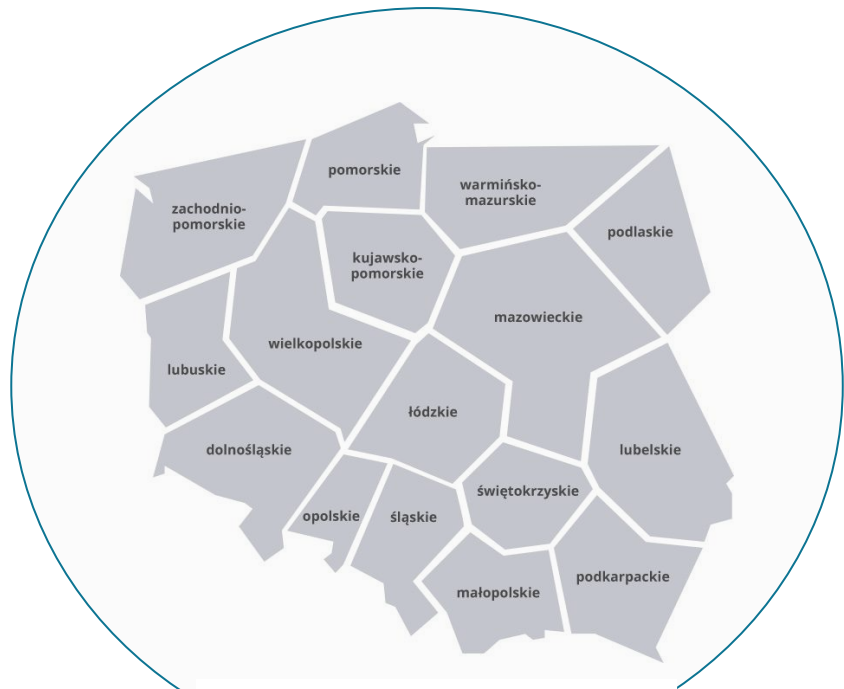 pomorskie
warmińsko-
mazurskie
zachodnio-
pomorskie
podlaskie
kujawsko-
pomorskie
mazowieckie
wielkopolskie
lubuskie
łódzkie
dolnośląskie
lubelskie
świętokrzyskie
opolskie
śląskie
podkarpackie
małopolskie